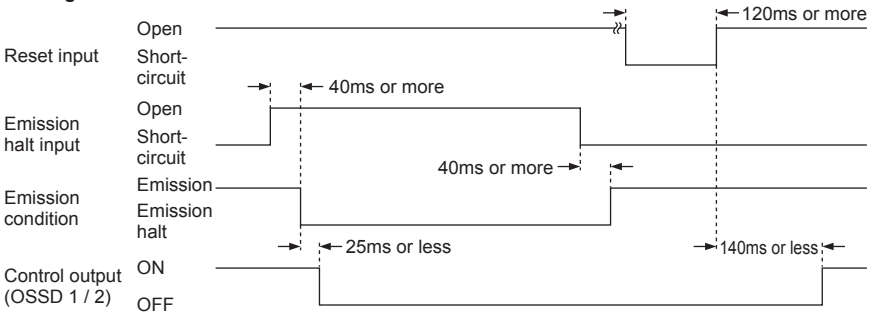 120ms or more
Open
Reset input
Short-
circuit
40ms or more
Open
Emission
halt input
Short-
circuit
40ms or more
Emission
Emission
condition
Emission
halt
25ms or less
140ms or less
Control output
(OSSD 1 / 2)
ON
OFF